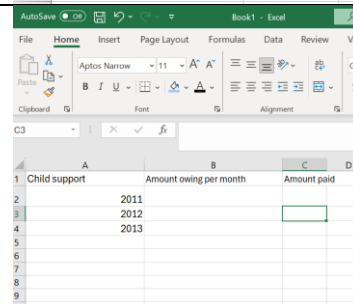 AutoSave Off Book1 - Excel
File Home Insert Page Layout Formulas Data Review
Paste Aptos Narrow 11 A A ab
B I U A
Clipboard Font Alignment
C3 fx
A B C D
1 Child support Amount owing per month Amount paid
2 2011
3 2012
4 2013
5
6
7
8
9